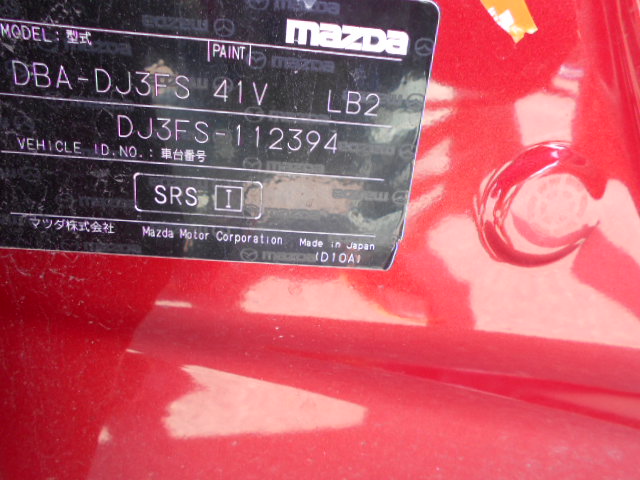 mazda
MODEL: 型式 PAINT
DBA-DJ3FS 41V LB2
DJ3FS-112394
VEHICLE ID.NO.: 車台番号
SRS I
マツダ株式会社 Mazda Motor Corporation Made in Japan
(D10A)